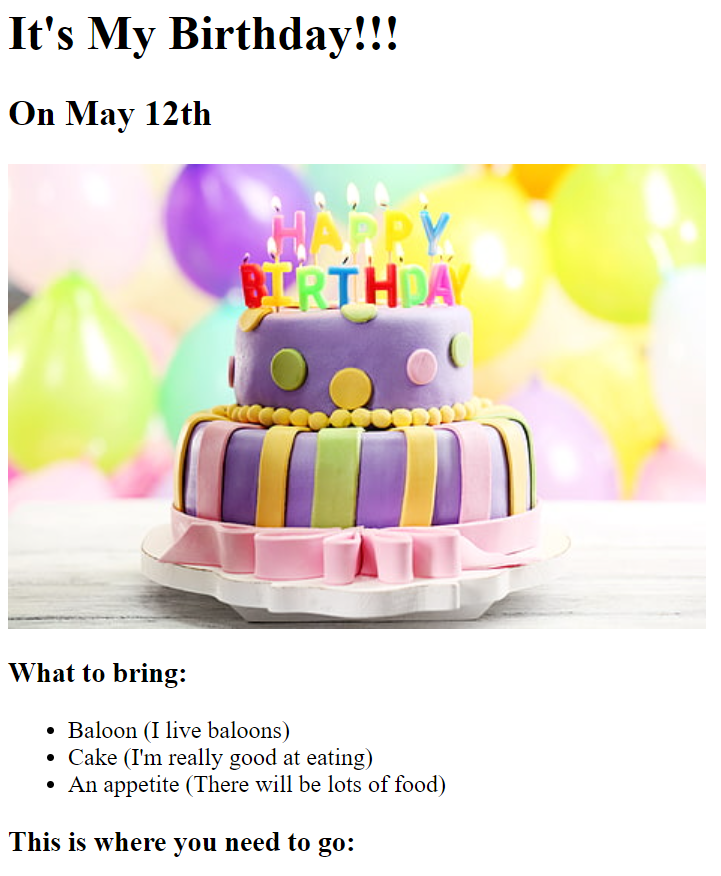 It's My Birthday!!!
On May 12th
HAPPY
BIRTHDAY
What to bring:
Baloon (I live baloons)
Cake (I'm really good at eating)
An appetite (There will be lots of food)
This is where you need to go: